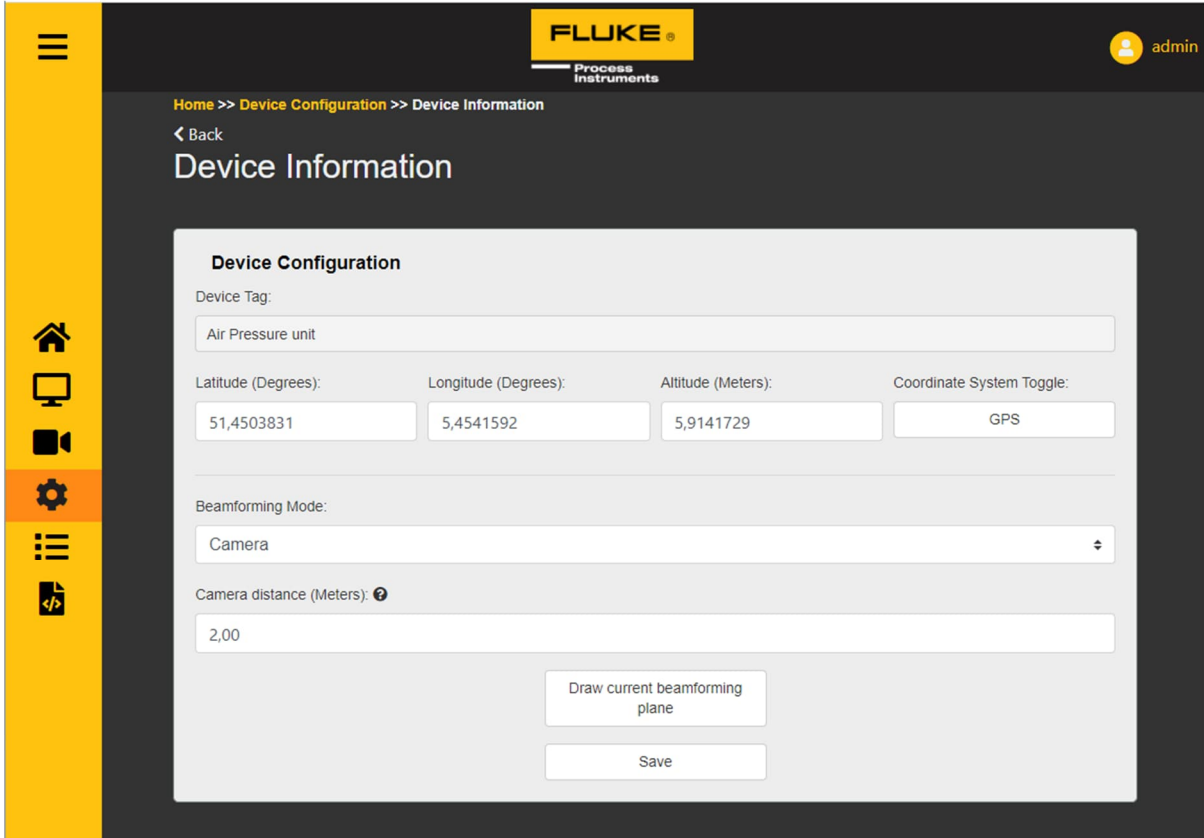 FLUKE ®
Process
Instruments
admin
Home >> Device Configuration >> Device Information
Back
Device Information
Device Configuration
Device Tag:
Air Pressure unit
Latitude (Degrees): Longitude (Degrees): Altitude (Meters): Coordinate System Toggle:
51,4503831 5,4541592 5,9141729 GPS
Beamforming Mode:
Camera
Camera distance (Meters): ?
2,00
Draw current beamforming
plane
Save